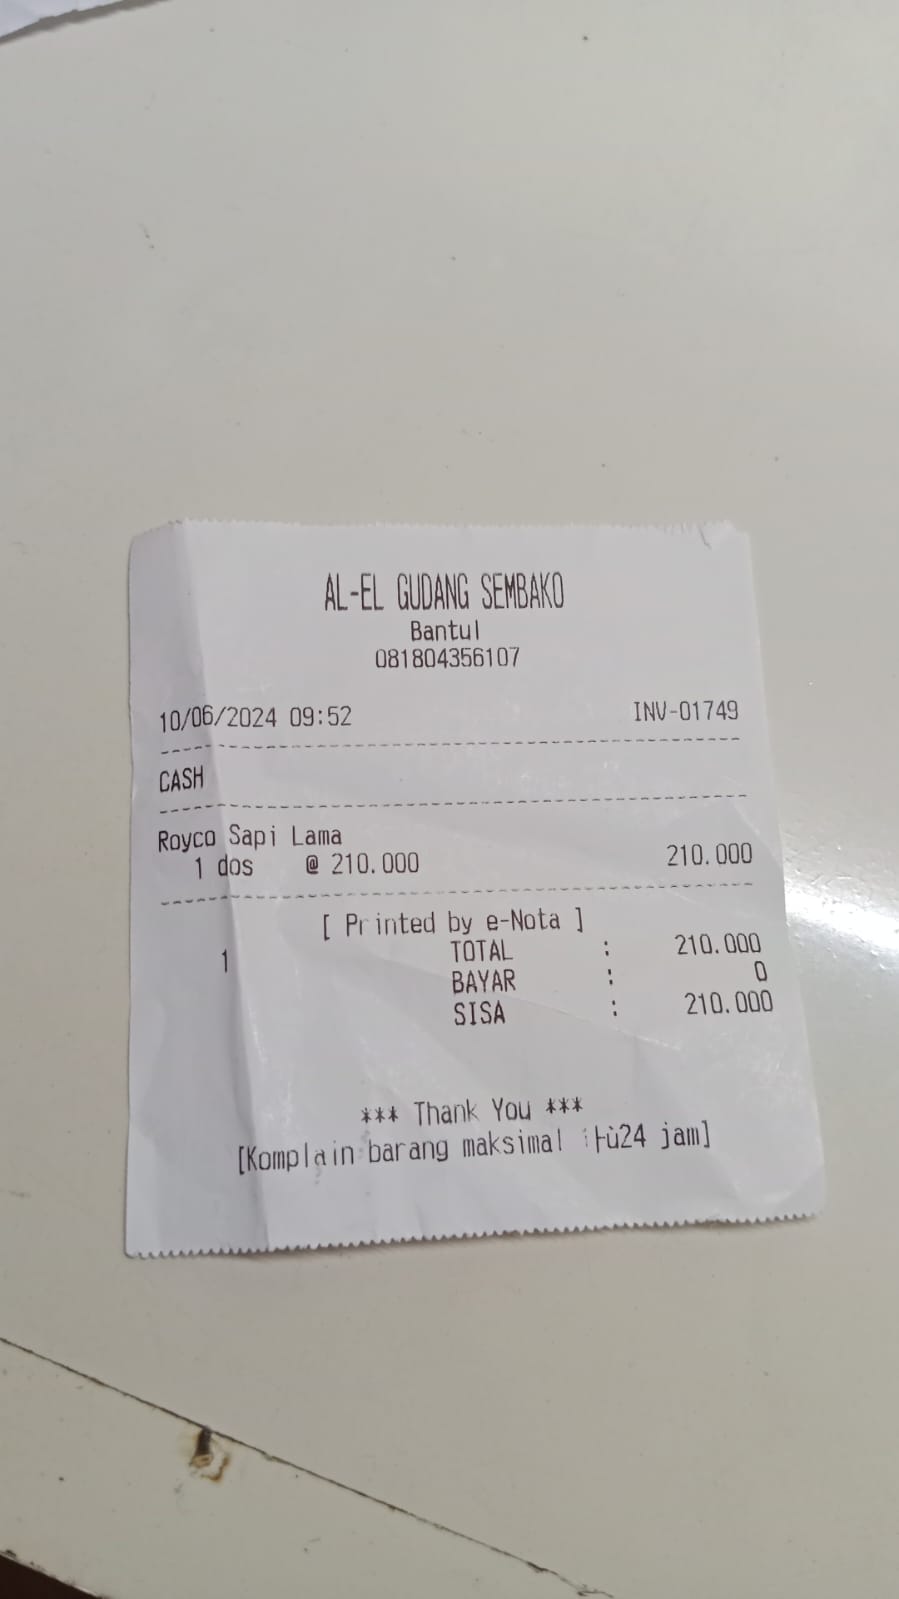 AL-EL GUDANG SEMBAKO
Bantul
081804356107
10/06/2024 09:52 INV-01749
CASH
Royco Sapi Lama
1 dos @ 210.000 210.000
[ Printed by e-Nota ]
1 TOTAL : 210.000
BAYAR : 0
SISA : 210.000
*** Thank You ***
[Komplain barang maksimal 24 jam]